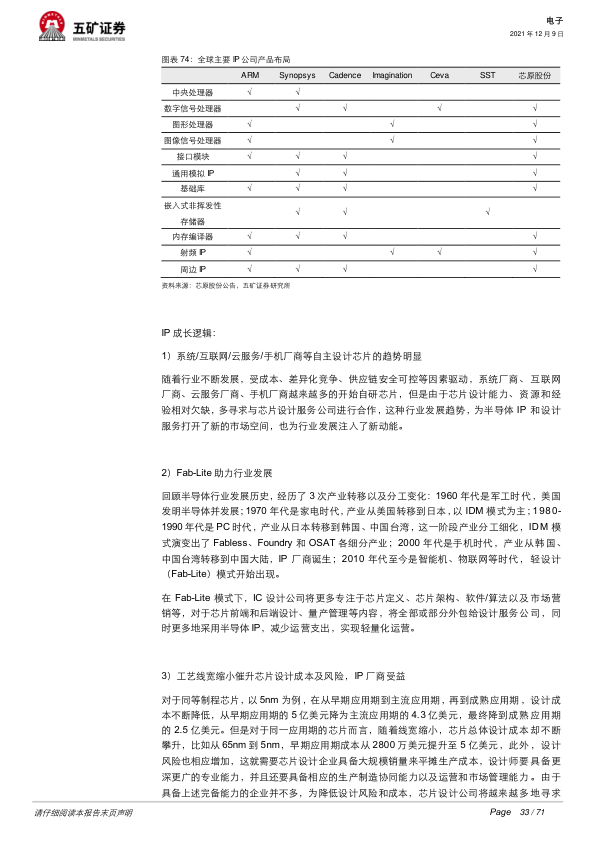 五矿证券
MINMETALS SECURITIES
电子
2021 年 12 月 9 日
图表 74：全球主要 IP 公司产品布局
ARM Synopsys Cadence Imagination Ceva SST 芯原股份
中央处理器 √ √
数字信号处理器 √ √ √ √
图形处理器 √ √ √
图像信号处理器 √ √ √
接口模块 √ √ √ √
通用模拟 IP √ √ √
基础库 √ √ √ √
嵌入式非挥发性
存储器 √ √ √
内存编译器 √ √ √ √
射频 IP √ √ √ √
周边 IP √ √ √ √
资料来源：芯原股份公告，五矿证券研究所
IP 成长逻辑：
1）系统/互联网/云服务/手机厂商等自主设计芯片的趋势明显
随着行业不断发展，受成本、差异化竞争、供应链安全可控等因素驱动，系统厂商、互联网
厂商、云服务厂商、手机厂商越来越多的开始自研芯片，但是由于芯片设计能力、资源和经
验相对欠缺，多寻求与芯片设计服务公司进行合作，这种行业发展趋势，为半导体 IP 和设计
服务打开了新的市场空间，也为行业发展注入了新动能。
2）Fab-Lite 助力行业发展
回顾半导体行业发展历史，经历了 3 次产业转移以及分工变化：1960 年代是军工时代，美国
发明半导体并发展；1970 年代是家电时代，产业从美国转移到日本，以 IDM 模式为主；1980-
1990 年代是 PC 时代，产业从日本转移到韩国、中国台湾，这一阶段产业分工细化，IDM 模
式演变出了 Fabless、Foundry 和 OSAT 各细分产业；2000 年代是手机时代，产业从韩国、
中国台湾转移到中国大陆，IP 厂商诞生；2010 年代至今是智能机、物联网等时代，轻设计
（Fab-Lite）模式开始出现。
在 Fab-Lite 模式下，IC 设计公司将更多专注于芯片定义、芯片架构、软件/算法以及市场营
销等，对于芯片前端和后端设计、量产管理等内容，将全部或部分外包给设计服务公司，同
时更多地采用半导体 IP，减少运营支出，实现轻量化运营。
3）工艺线宽缩小催升芯片设计成本及风险，IP 厂商受益
对于同等制程芯片，以 5nm 为例，在从早期应用期到主流应用期，再到成熟应用期，设计成
本不断降低，从早期应用期的 5 亿美元降为主流应用期的 4.3 亿美元，最终降到成熟应用期
的 2.5 亿美元。但是对于同一应用期的芯片而言，随着线宽缩小，芯片总体设计成本却不断
攀升，比如从 65nm 到 5nm，早期应用期成本从 2800 万美元提升至 5 亿美元，此外，设计
风险也相应增加，这就需要芯片设计企业具备大规模销量来平摊生产成本，设计师要具备更
深更广的专业能力，并且还要具备相应的生产制造协同能力以及运营和市场管理能力。由于
具备上述完备能力的企业并不多，为降低设计风险和成本，芯片设计公司将越来越多地寻求
请仔细阅读本报告末页声明
Page 33 / 71